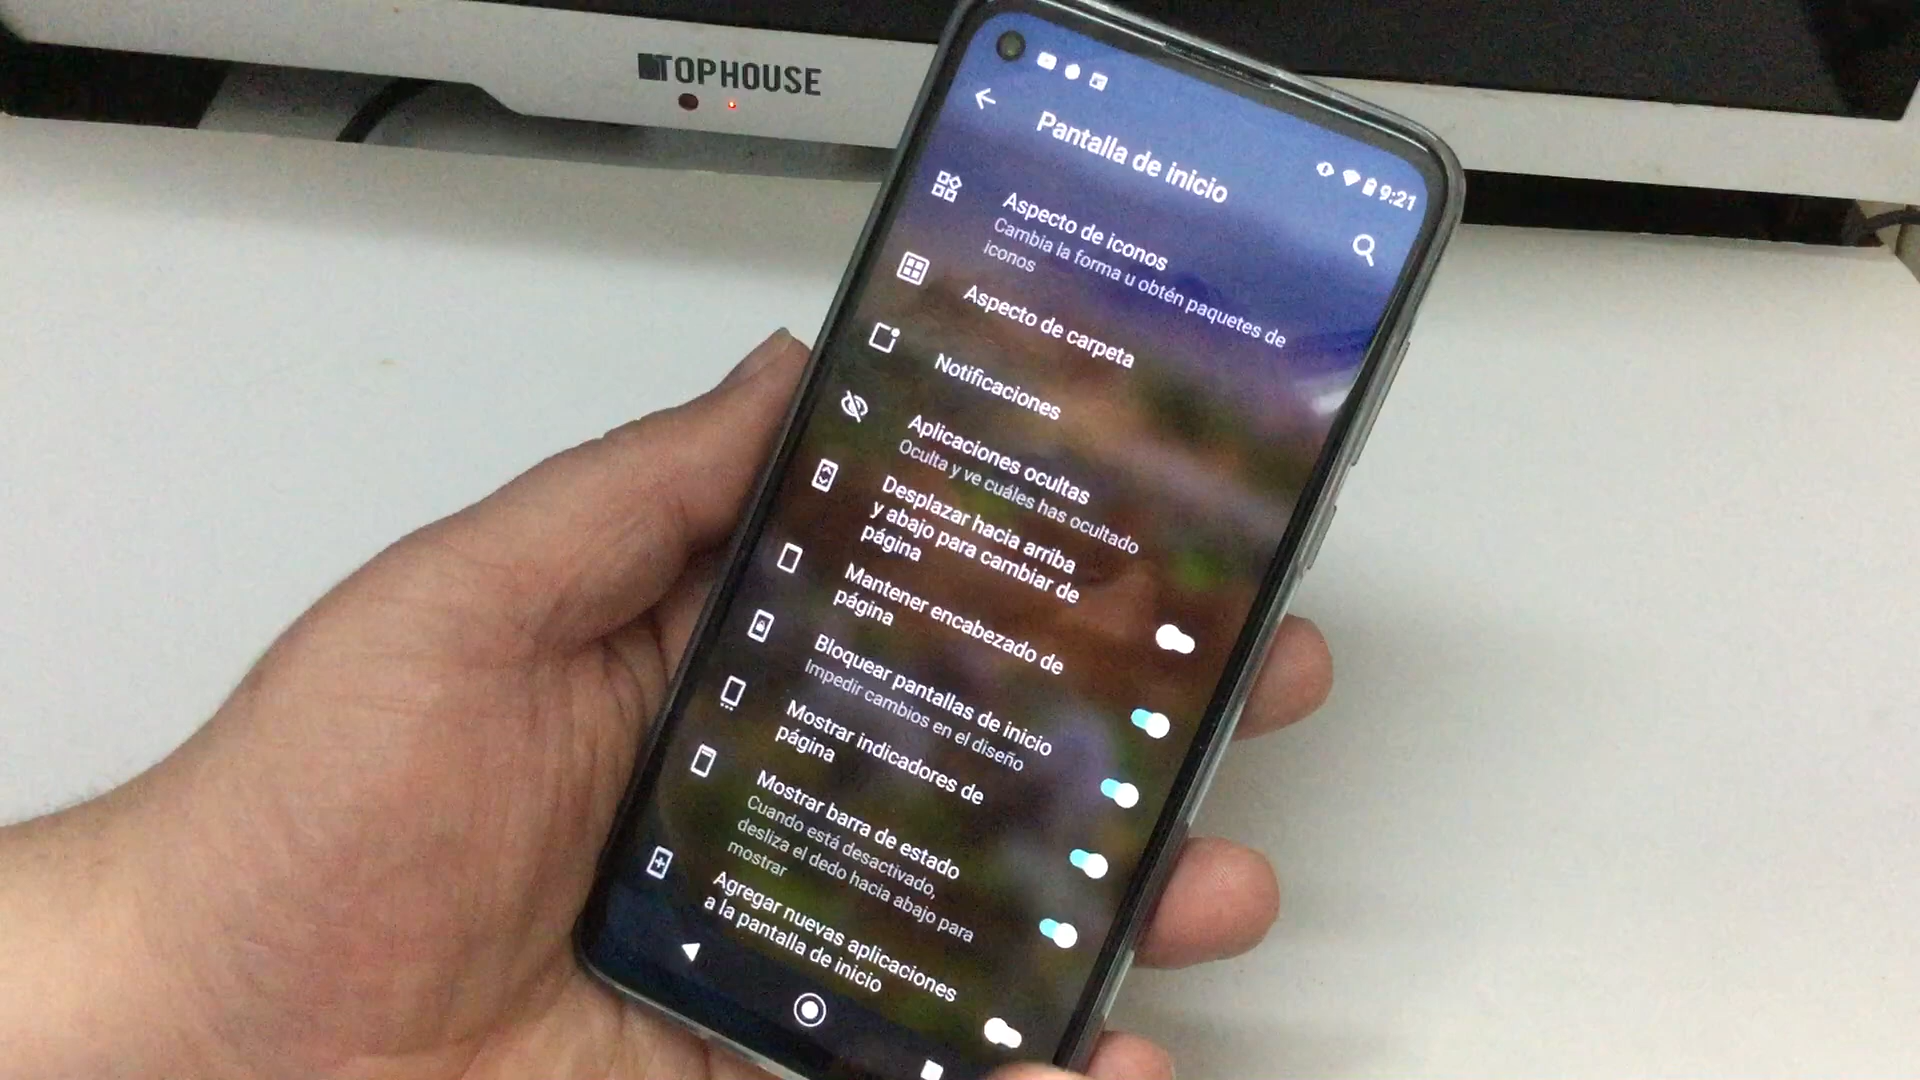 TOPHOUSE
9:21
Pantalla de inicio
Aspecto de iconos
Cambia la forma u obtén paquetes de
iconos
Aspecto de carpeta
Notificaciones
Aplicaciones ocultas
Oculta y ve cuáles has ocultado
Desplazar hacia arriba
y abajo para cambiar de
página
Mantener encabezado de
página
Bloquear pantallas de inicio
Impedir cambios en el diseño
Mostrar indicadores de
página
Mostrar barra de estado
Cuando está desactivado,
desliza el dedo hacia abajo para
mostrar
Agregar nuevas aplicaciones
a la pantalla de inicio